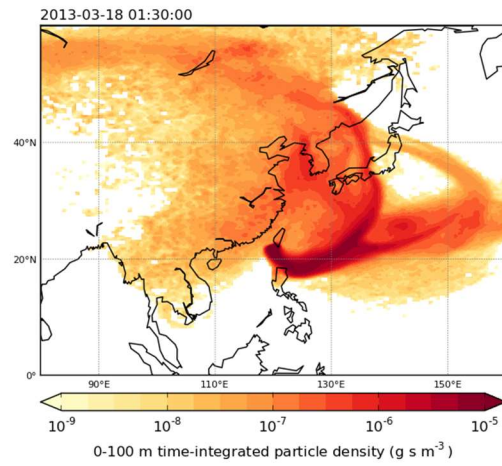 2013-03-18 01:30:00
40°N
20°N
0°
90°E 110°E 130°E 150°E
10⁻⁹ 10⁻⁸ 10⁻⁷ 10⁻⁶ 10⁻⁵
0-100 m time-integrated particle density (g s m⁻³)